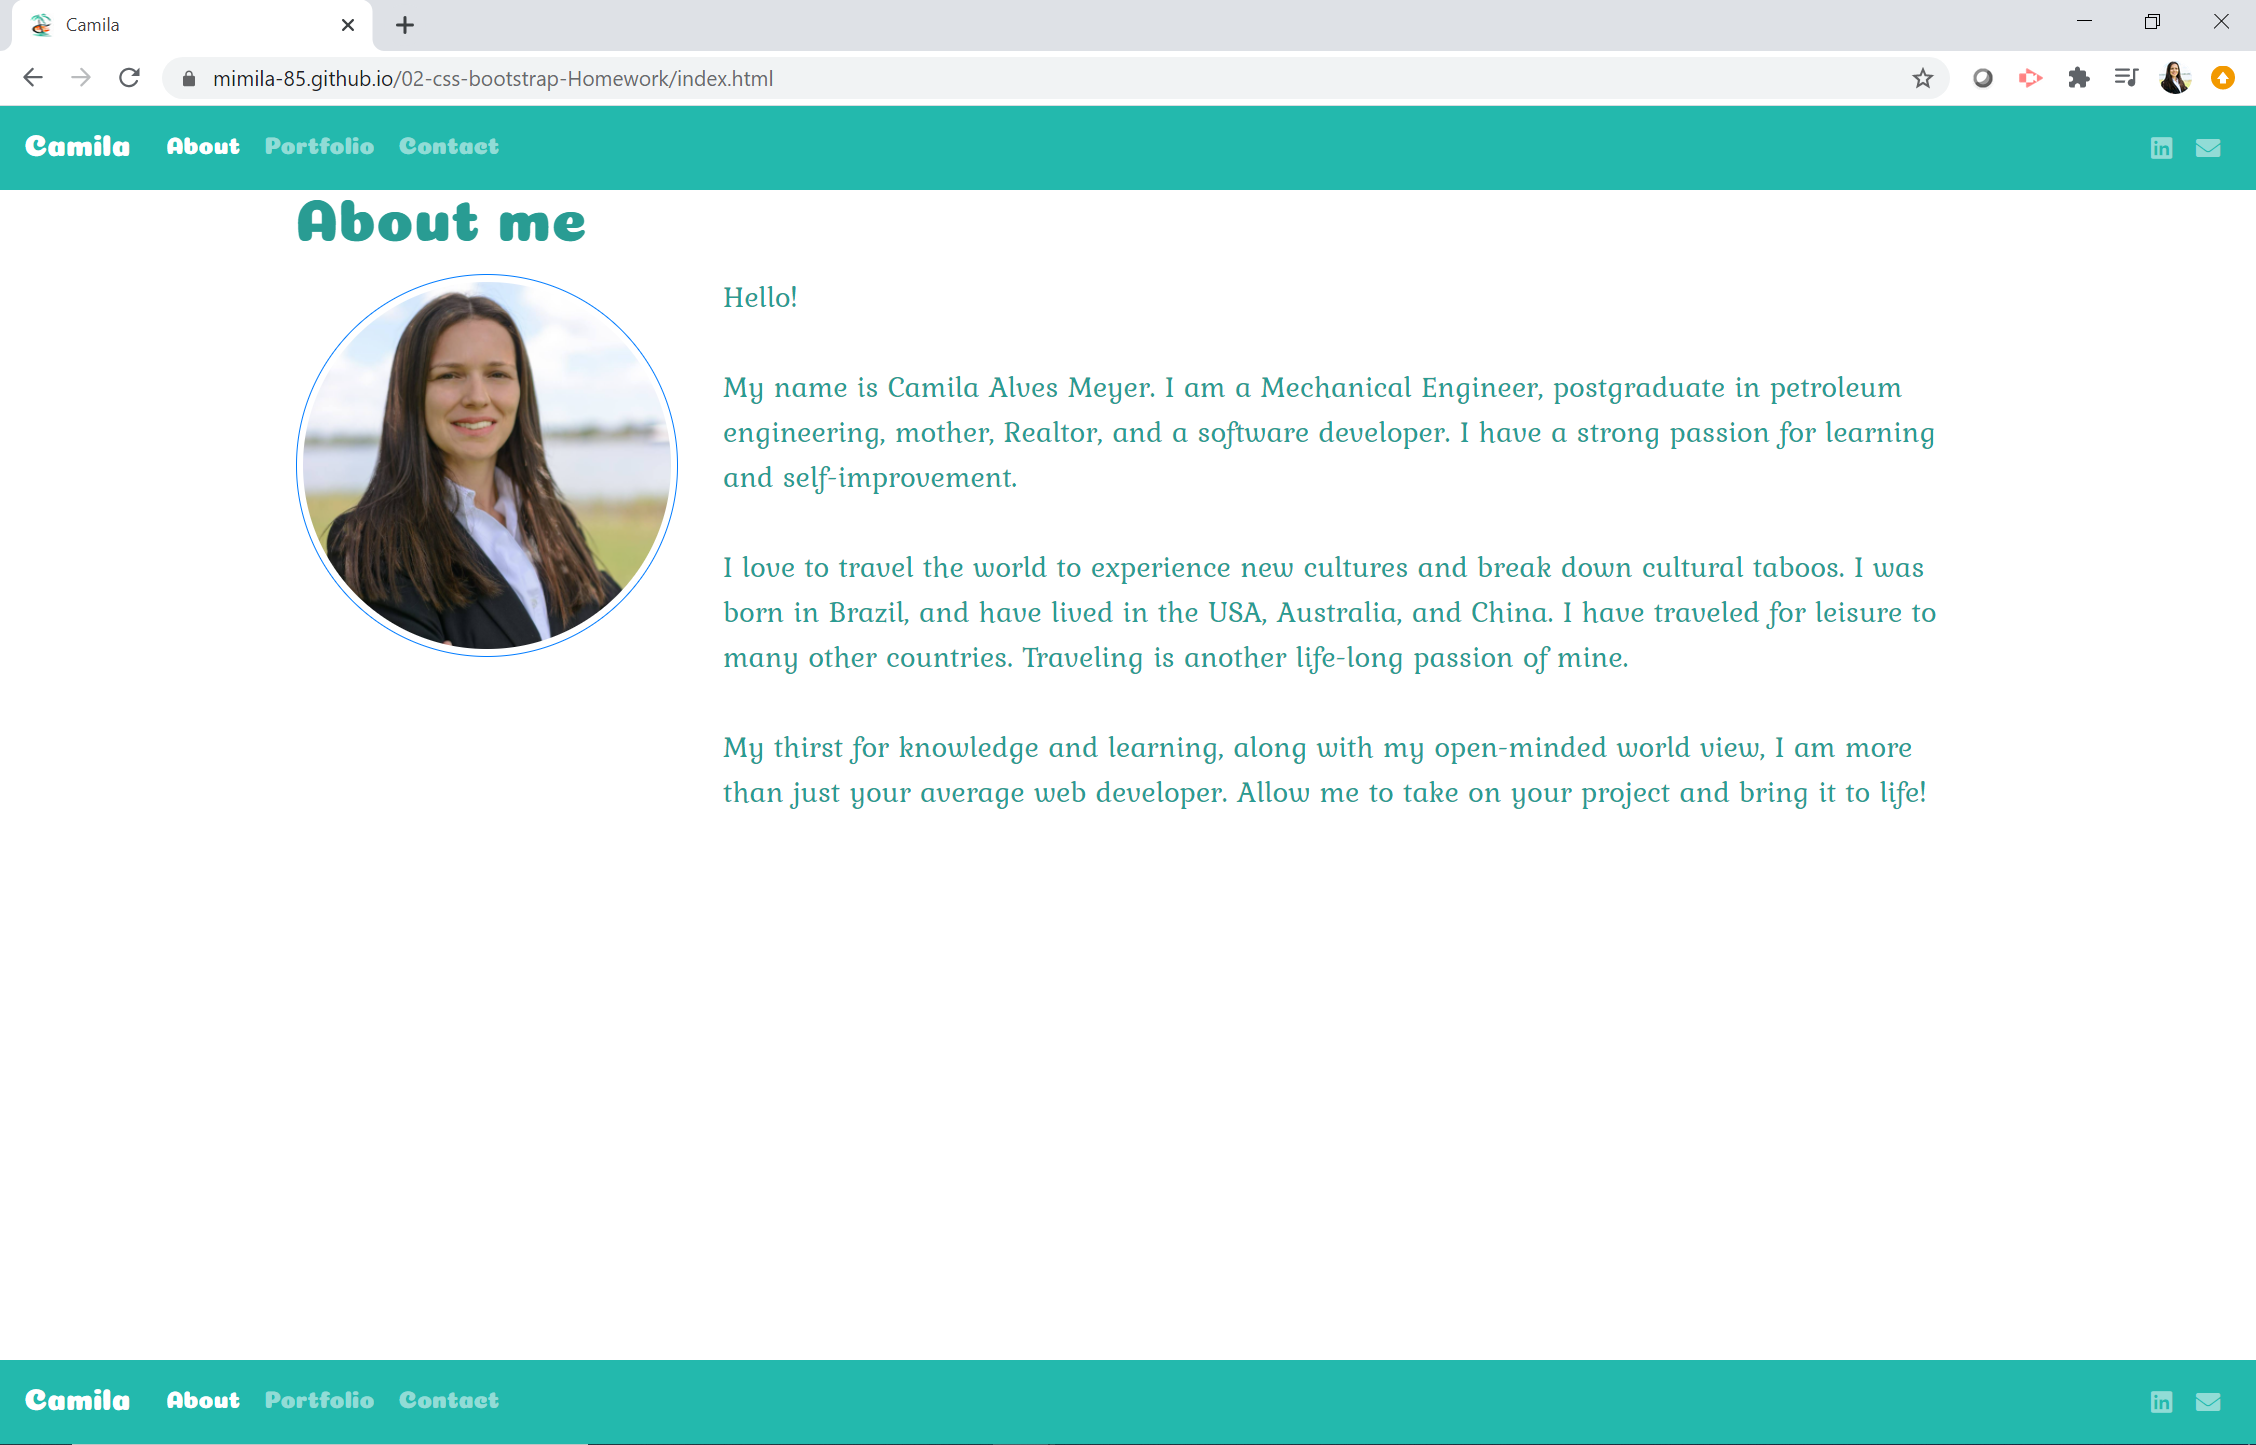 Camila
mimila-85.github.io/02-css-bootstrap-Homework/index.html
Camila About Portfolio Contact in
About me
Hello!
My name is Camila Alves Meyer. I am a Mechanical Engineer, postgraduate in petroleum
engineering, mother, Realtor, and a software developer. I have a strong passion for learning
and self-improvement.
I love to travel the world to experience new cultures and break down cultural taboos. I was
born in Brazil, and have lived in the USA, Australia, and China. I have traveled for leisure to
many other countries. Traveling is another life-long passion of mine.
My thirst for knowledge and learning, along with my open-minded world view, I am more
than just your average web developer. Allow me to take on your project and bring it to life!
Camila About Portfolio Contact in